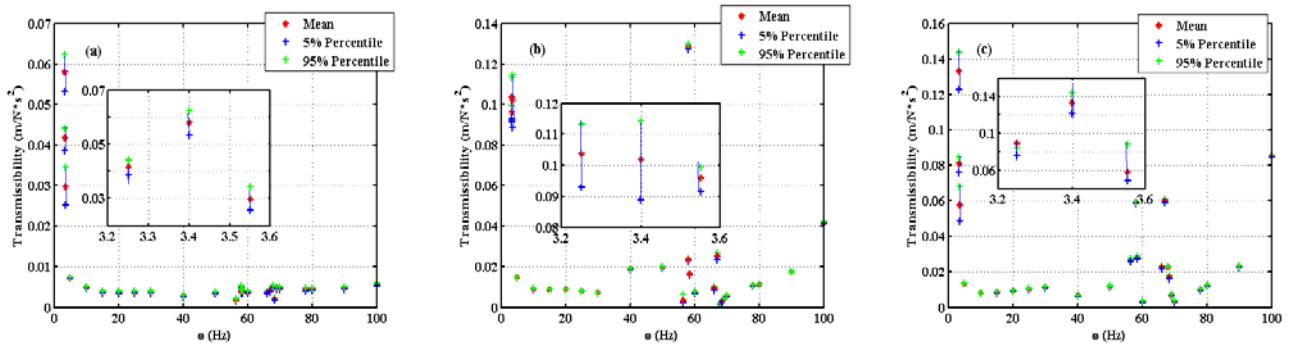 (a)
Mean
5% Percentile
95% Percentile
Transmissibility (m/N*s²)
0.07
0.06
0.05
0.04
0.03
0.02
0.01
0
0 20 40 60 80 100
ω (Hz)
0.07
0.05
0.03
3.2 3.3 3.4 3.5 3.6
(b)
Mean
5% Percentile
95% Percentile
Transmissibility (m/N*s²)
0.14
0.12
0.1
0.08
0.06
0.04
0.02
0
0 20 40 60 80 100
ω (Hz)
0.12
0.11
0.1
0.09
0.08
3.2 3.4 3.6
(c)
Mean
5% Percentile
95% Percentile
Transmissibility (m/N*s²)
0.16
0.14
0.12
0.1
0.08
0.06
0.04
0.02
0
0 20 40 60 80 100
ω (Hz)
0.14
0.1
0.06
3.2 3.4 3.6